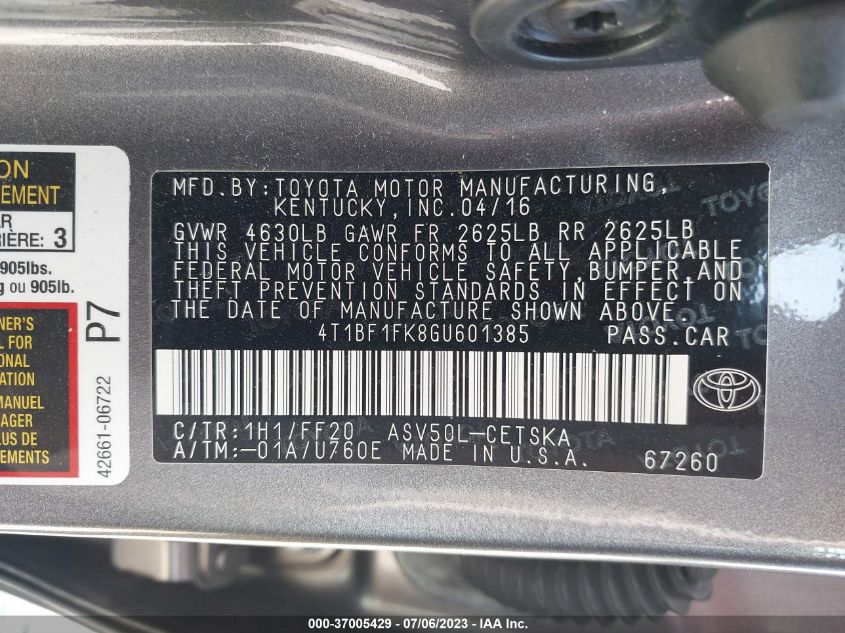 ON
EMENT
AR
IÈRE: 3
905lbs.
g ou 905lb.
NER'S
FOR
ONAL
ATION
MANUEL
AGER
PLUS DE
EMENTS
P7
42661-06722
MFD.BY:TOYOTA MOTOR MANUFACTURING,
KENTUCKY,INC.04/16
GVWR 4630LB GAWR FR 2625LB RR 2625LB
THIS VEHICLE CONFORMS TO ALL APPLICABLE
FEDERAL MOTOR VEHICLE SAFETY,BUMPER,AND
THEFT PREVENTION STANDARDS IN EFFECT ON
THE DATE OF MANUFACTURE SHOWN ABOVE.
4T1BF1FK8GU601385 PASS.CAR
C/TR:1H1/FF20 ASV50L-CETSKA
A/TM:-01A/U760E MADE IN U.S.A. 67260
000-37005429 - 07/06/2023 - Copyright © IAA, Inc.